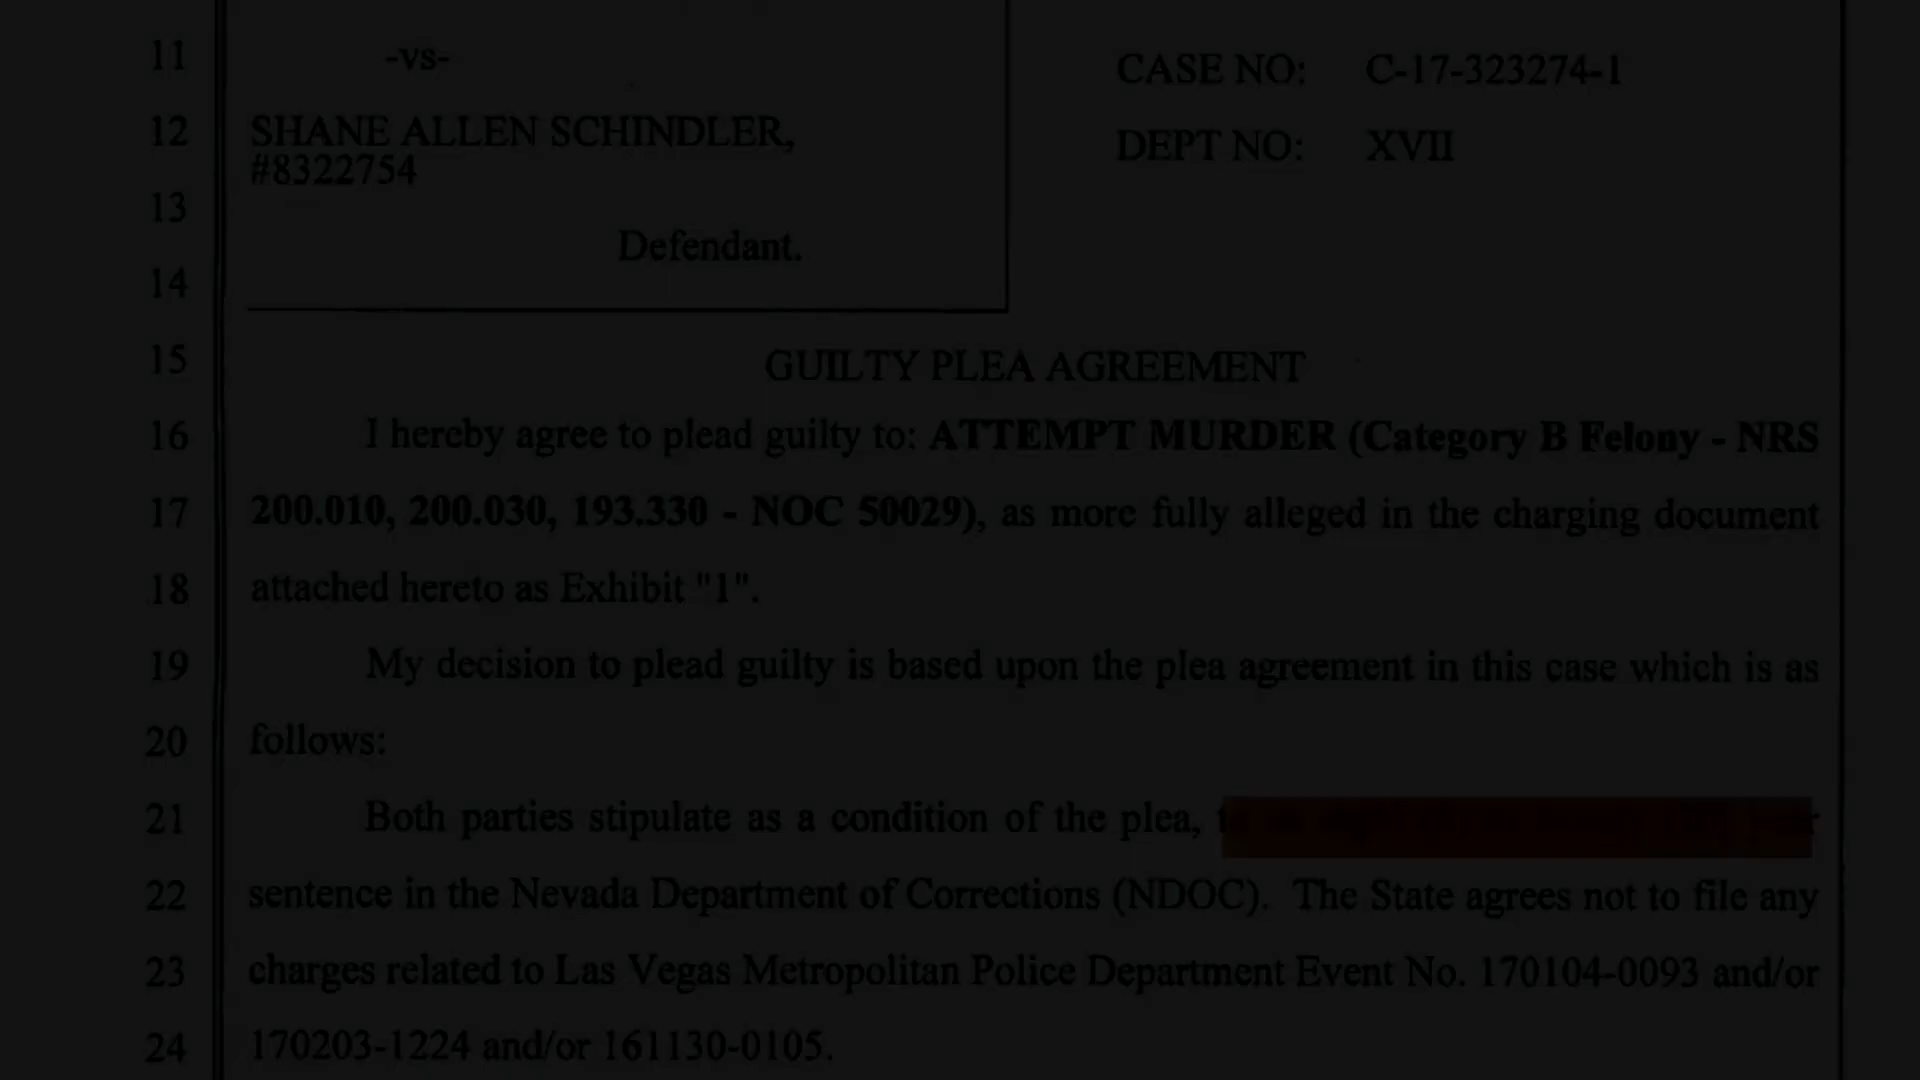 11 -vs- CASE NO: C-17-323274-1
12 SHANE ALLEN SCHINDLER, DEPT NO: XVII
#8322754
13
Defendant.
14
15 GUILTY PLEA AGREEMENT
16 I hereby agree to plead guilty to: ATTEMPT MURDER (Category B Felony - NRS
17 200.010, 200.030, 193.330 - NOC 50029), as more fully alleged in the charging document
18 attached hereto as Exhibit "1".
19 My decision to plead guilty is based upon the plea agreement in this case which is as
20 follows:
21 Both parties stipulate as a condition of the plea,
22 sentence in the Nevada Department of Corrections (NDOC). The State agrees not to file any
23 charges related to Las Vegas Metropolitan Police Department Event No. 170104-0093 and/or
24 170203-1224 and/or 161130-0105.